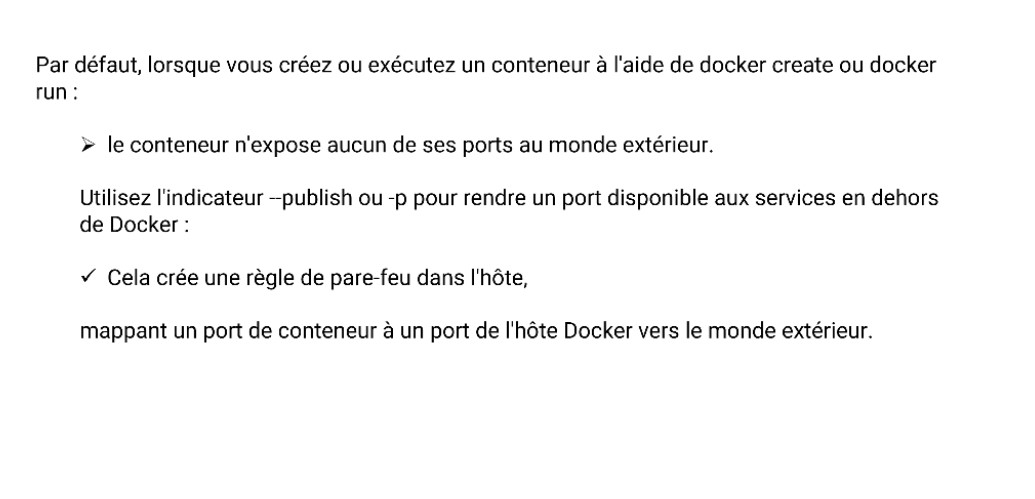 Par défaut, lorsque vous créez ou exécutez un conteneur à l'aide de docker create ou docker
run :
➢ le conteneur n'expose aucun de ses ports au monde extérieur.
Utilisez l'indicateur --publish ou -p pour rendre un port disponible aux services en dehors
de Docker :
✓ Cela crée une règle de pare-feu dans l'hôte,
mappant un port de conteneur à un port de l'hôte Docker vers le monde extérieur.